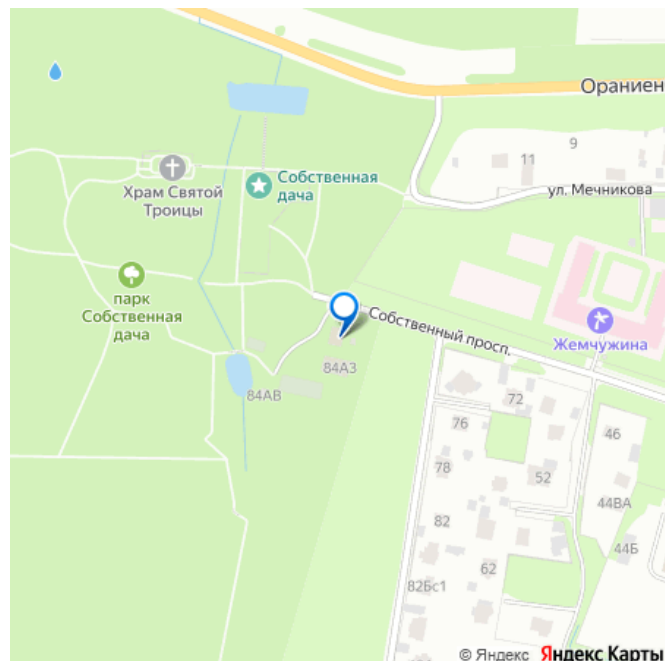 Ораниен
9
11
ул. Мечникова
Собственная
дача
Храм Святой
Троицы
парк
Собственная
дача
Собственный просп.
Жемчужина
84А3
84АВ
72
76
46
78
52
44ВА
82
44Б
62
82Бс1
© Яндекс Яндекс Карты